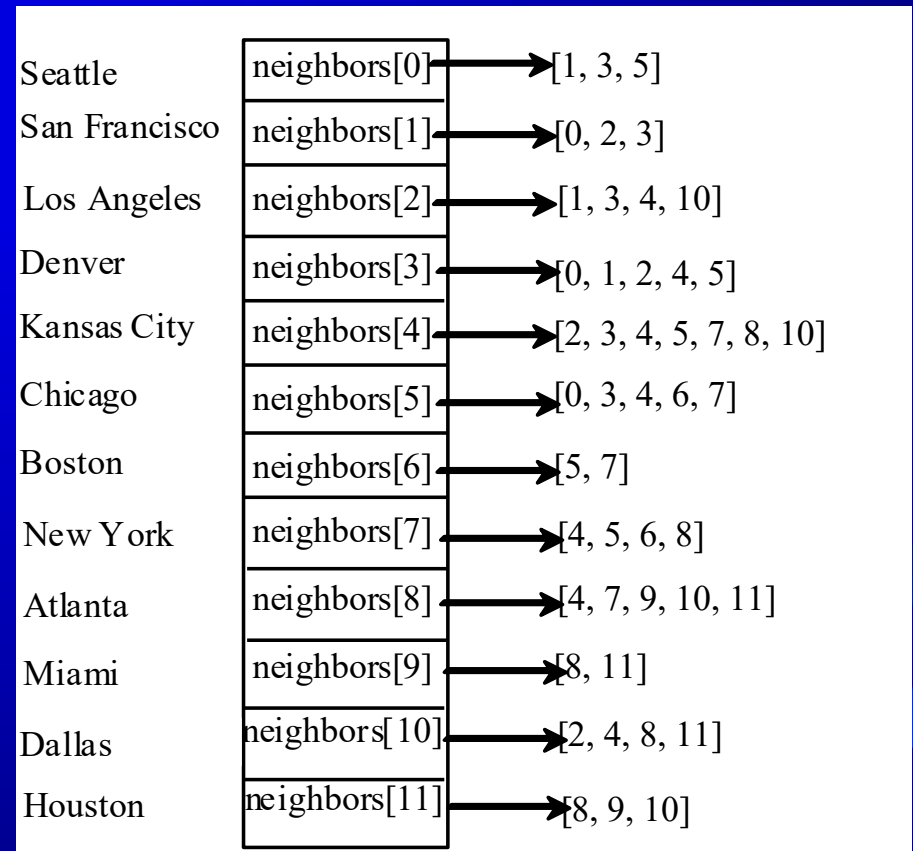 Seattle neighbors[0] [1, 3, 5]
San Francisco neighbors[1] [0, 2, 3]
Los Angeles neighbors[2] [1, 3, 4, 10]
Denver neighbors[3] [0, 1, 2, 4, 5]
Kansas City neighbors[4] [2, 3, 4, 5, 7, 8, 10]
Chicago neighbors[5] [0, 3, 4, 6, 7]
Boston neighbors[6] [5, 7]
New York neighbors[7] [4, 5, 6, 8]
Atlanta neighbors[8] [4, 7, 9, 10, 11]
Miami neighbors[9] [8, 11]
Dallas neighbors[10] [2, 4, 8, 11]
Houston neighbors[11] [8, 9, 10]